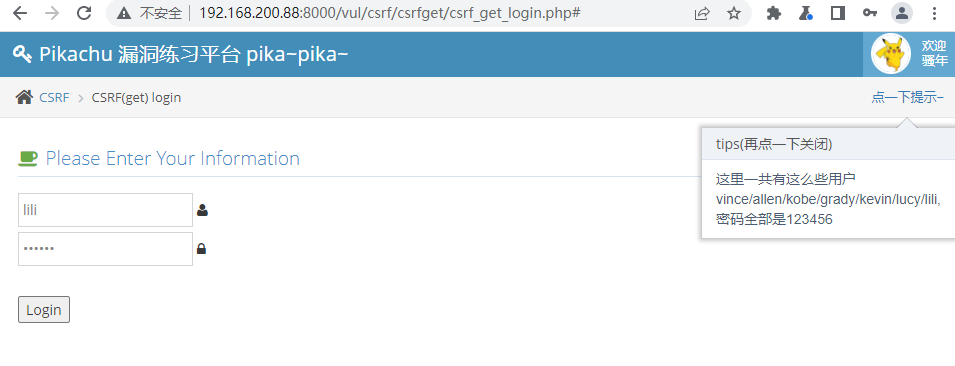 不安全 192.168.200.88:8000/vul/csrf/csrfget/csrf_get_login.php#
Pikachu 漏洞练习平台 pika~pika~
欢迎
骚年
CSRF > CSRF(get) login
点一下提示~
tips(再点一下关闭)
这里一共有这么些用户
vince/allen/kobe/grady/kevin/lucy/lili,
密码全部是123456
Please Enter Your Information
lili
••••••
Login